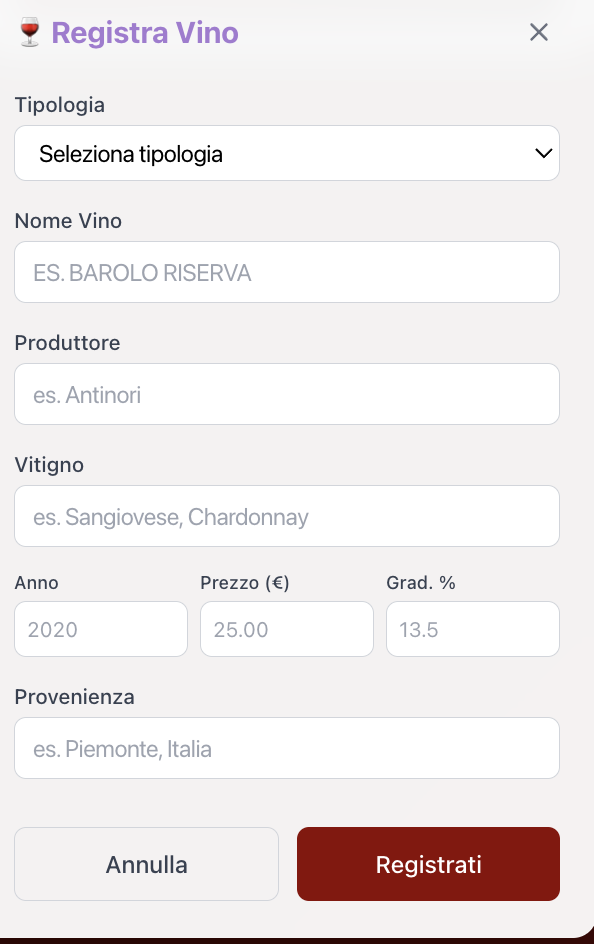 Registra Vino
Tipologia
Seleziona tipologia
Nome Vino
ES. BAROLO RISERVA
Produttore
es. Antinori
Vitigno
es. Sangiovese, Chardonnay
Anno Prezzo (€) Grad. %
2020 25.00 13.5
Provenienza
es. Piemonte, Italia
Annulla Registrati